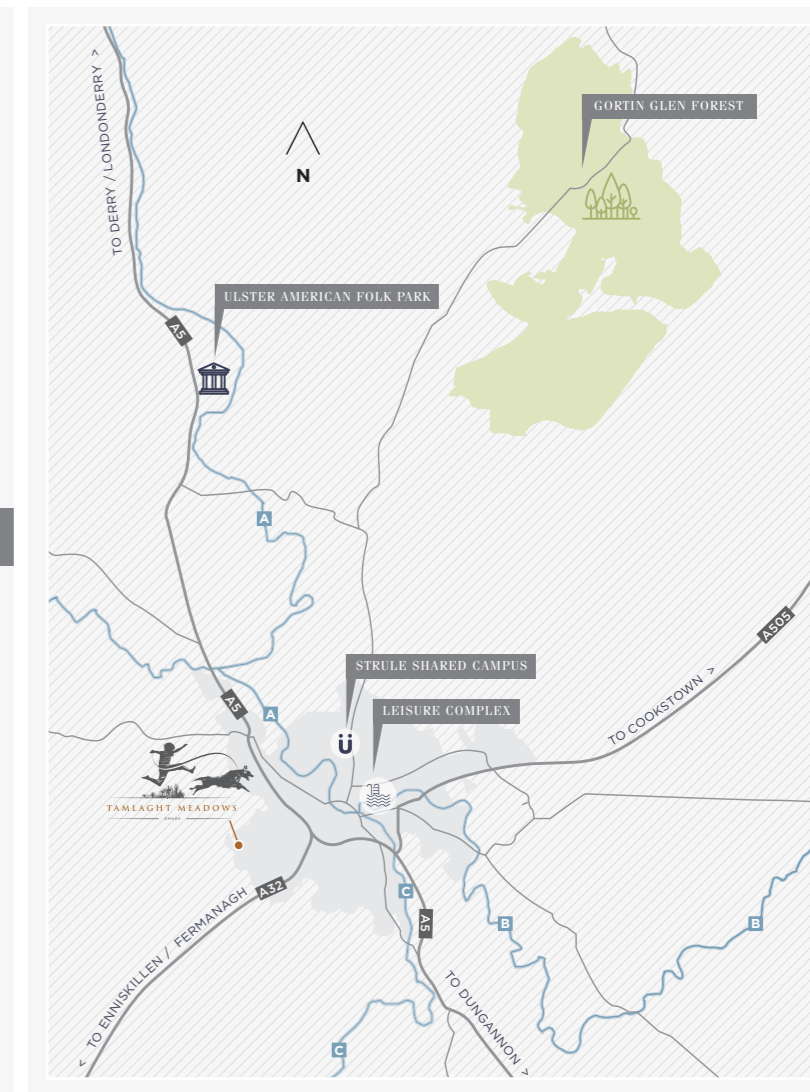 TO DERRY / LONDONDERRY >
GORTIN GLEN FOREST
N
ULSTER AMERICAN FOLK PARK
A5
A
A505
STRULE SHARED CAMPUS
TO COOKSTOWN >
A5
A
LEISURE COMPLEX
Ü
TAMLAGHT MEADOWS
OMAGH
A32
C
A5
B
B
< TO ENNISKILLEN / FERMANAGH
TO DUNGANNON >
C